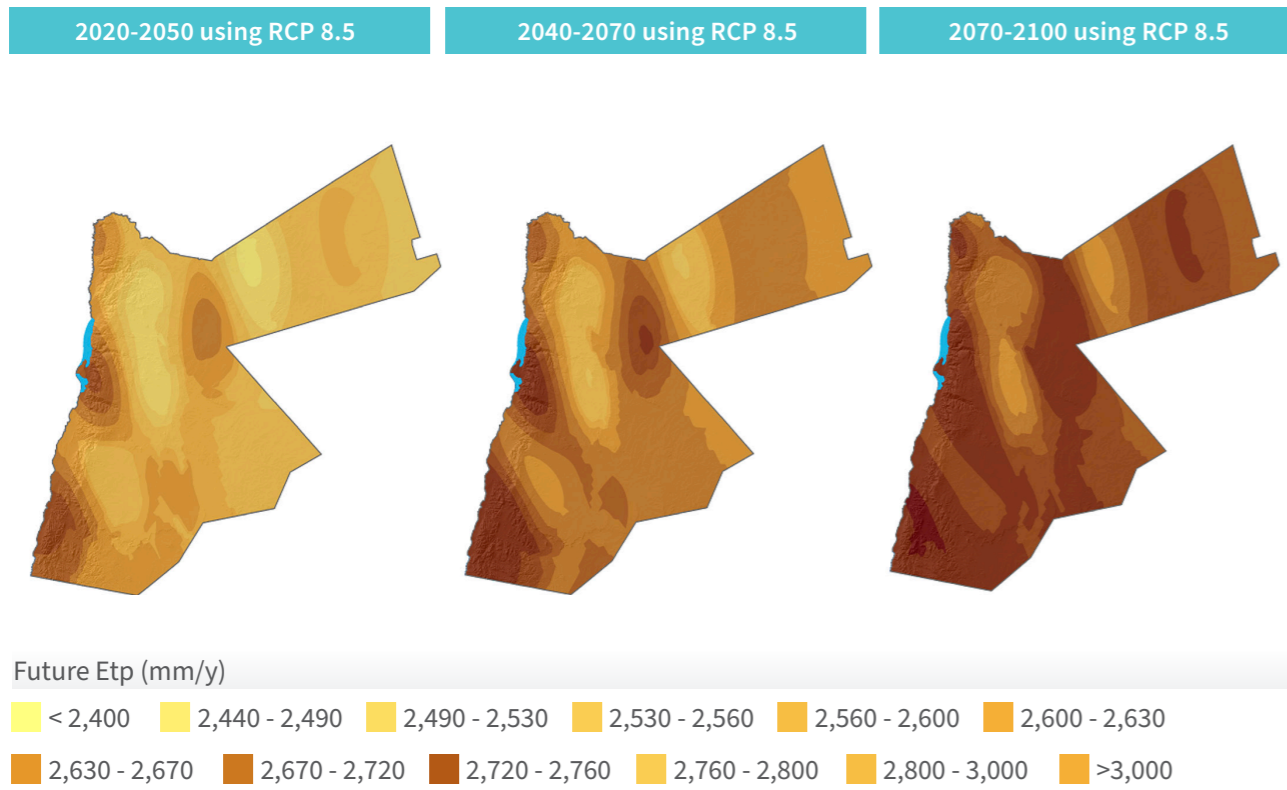 2020-2050 using RCP 8.5
2040-2070 using RCP 8.5
2070-2100 using RCP 8.5
Future Etp (mm/y)
< 2,400
2,440 - 2,490
2,490 - 2,530
2,530 - 2,560
2,560 - 2,600
2,600 - 2,630
2,630 - 2,670
2,670 - 2,720
2,720 - 2,760
2,760 - 2,800
2,800 - 3,000
>3,000